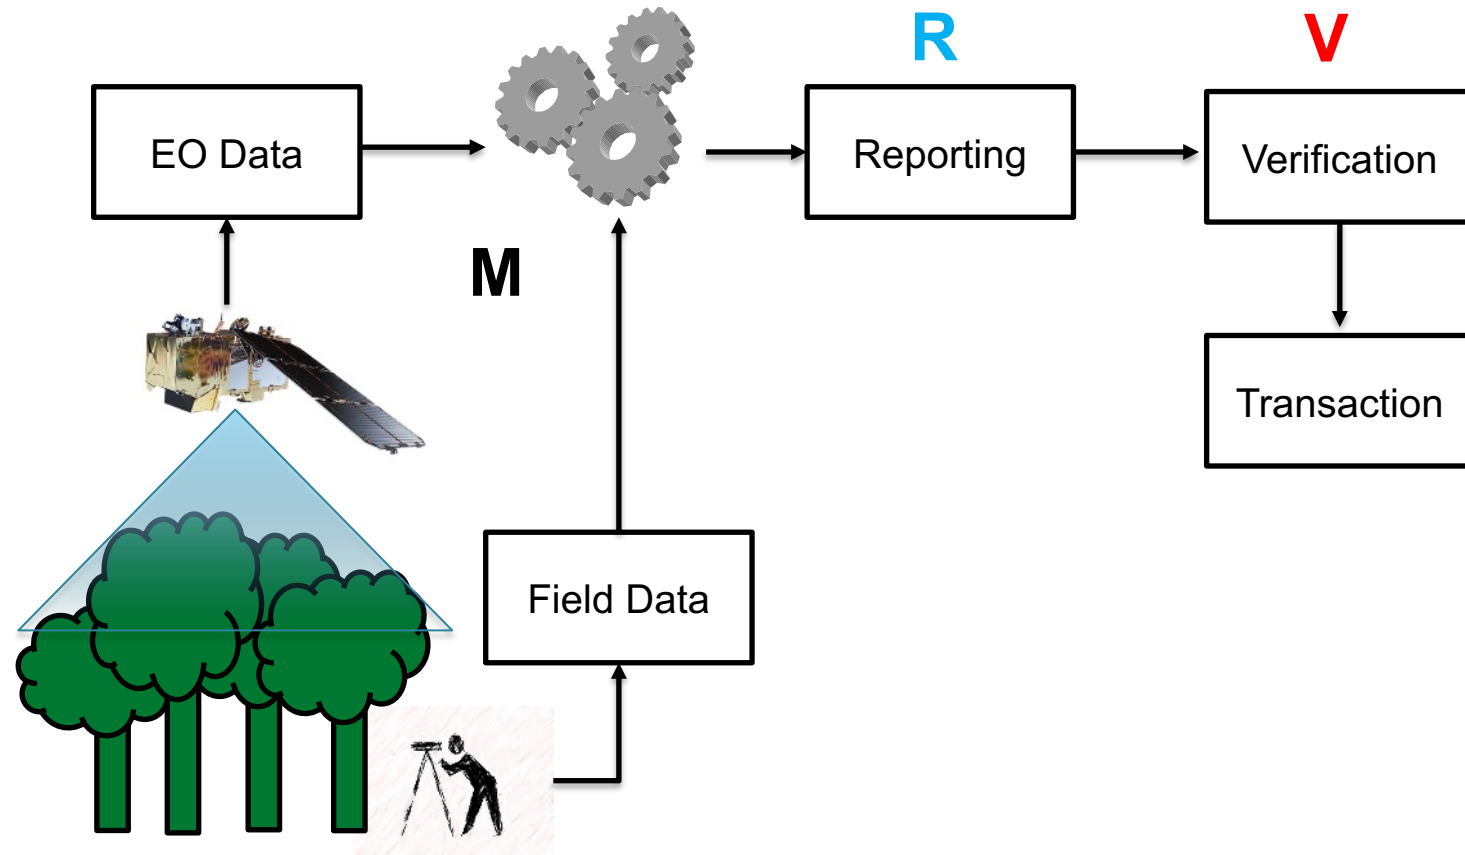 R
V
EO Data
Reporting
Verification
M
Transaction
Field Data